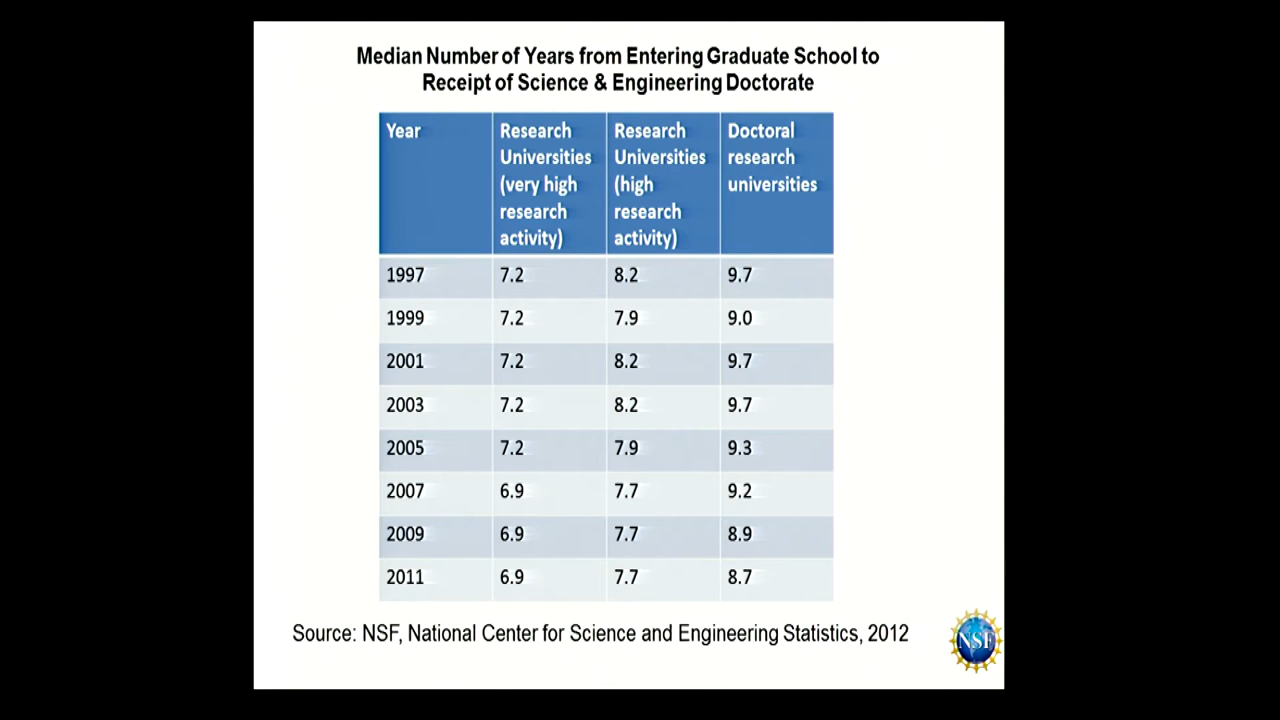 Median Number of Years from Entering Graduate School to
Receipt of Science & Engineering Doctorate
Year Research Universities (very high research activity) Research Universities (high research activity) Doctoral research universities
1997 7.2 8.2 9.7
1999 7.2 7.9 9.0
2001 7.2 8.2 9.7
2003 7.2 8.2 9.7
2005 7.2 7.9 9.3
2007 6.9 7.7 9.2
2009 6.9 7.7 8.9
2011 6.9 7.7 8.7
Source: NSF, National Center for Science and Engineering Statistics, 2012
NSF